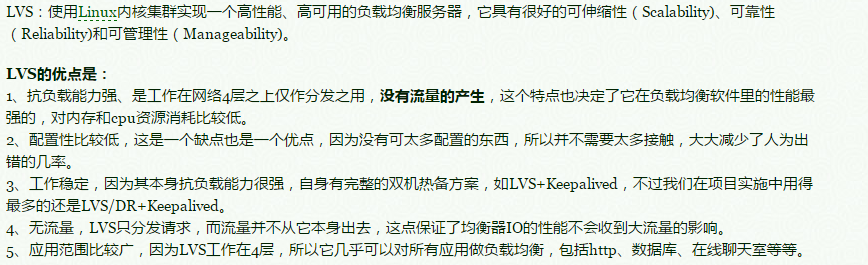 LVS：使用Linux内核集群实现一个高性能、高可用的负载均衡服务器，它具有很好的可伸缩性（Scalability)、可靠性
（Reliability)和可管理性（Manageability)。
LVS的优点是：
1、抗负载能力强、是工作在网络4层之上仅作分发之用，没有流量的产生，这个特点也决定了它在负载均衡软件里的性能最
强的，对内存和cpu资源消耗比较低。
2、配置性比较低，这是一个缺点也是一个优点，因为没有可太多配置的东西，所以并不需要太多接触，大大减少了人为出
错的几率。
3、工作稳定，因为其本身抗负载能力很强，自身有完整的双机热备方案，如LVS+Keepalived，不过我们在项目实施中用得
最多的还是LVS/DR+Keepalived。
4、无流量，LVS只分发请求，而流量并不从它本身出去，这点保证了均衡器IO的性能不会收到大流量的影响。
5、应用范围比较广，因为LVS工作在4层，所以它几乎可以对所有应用做负载均衡，包括http、数据库、在线聊天室等等。